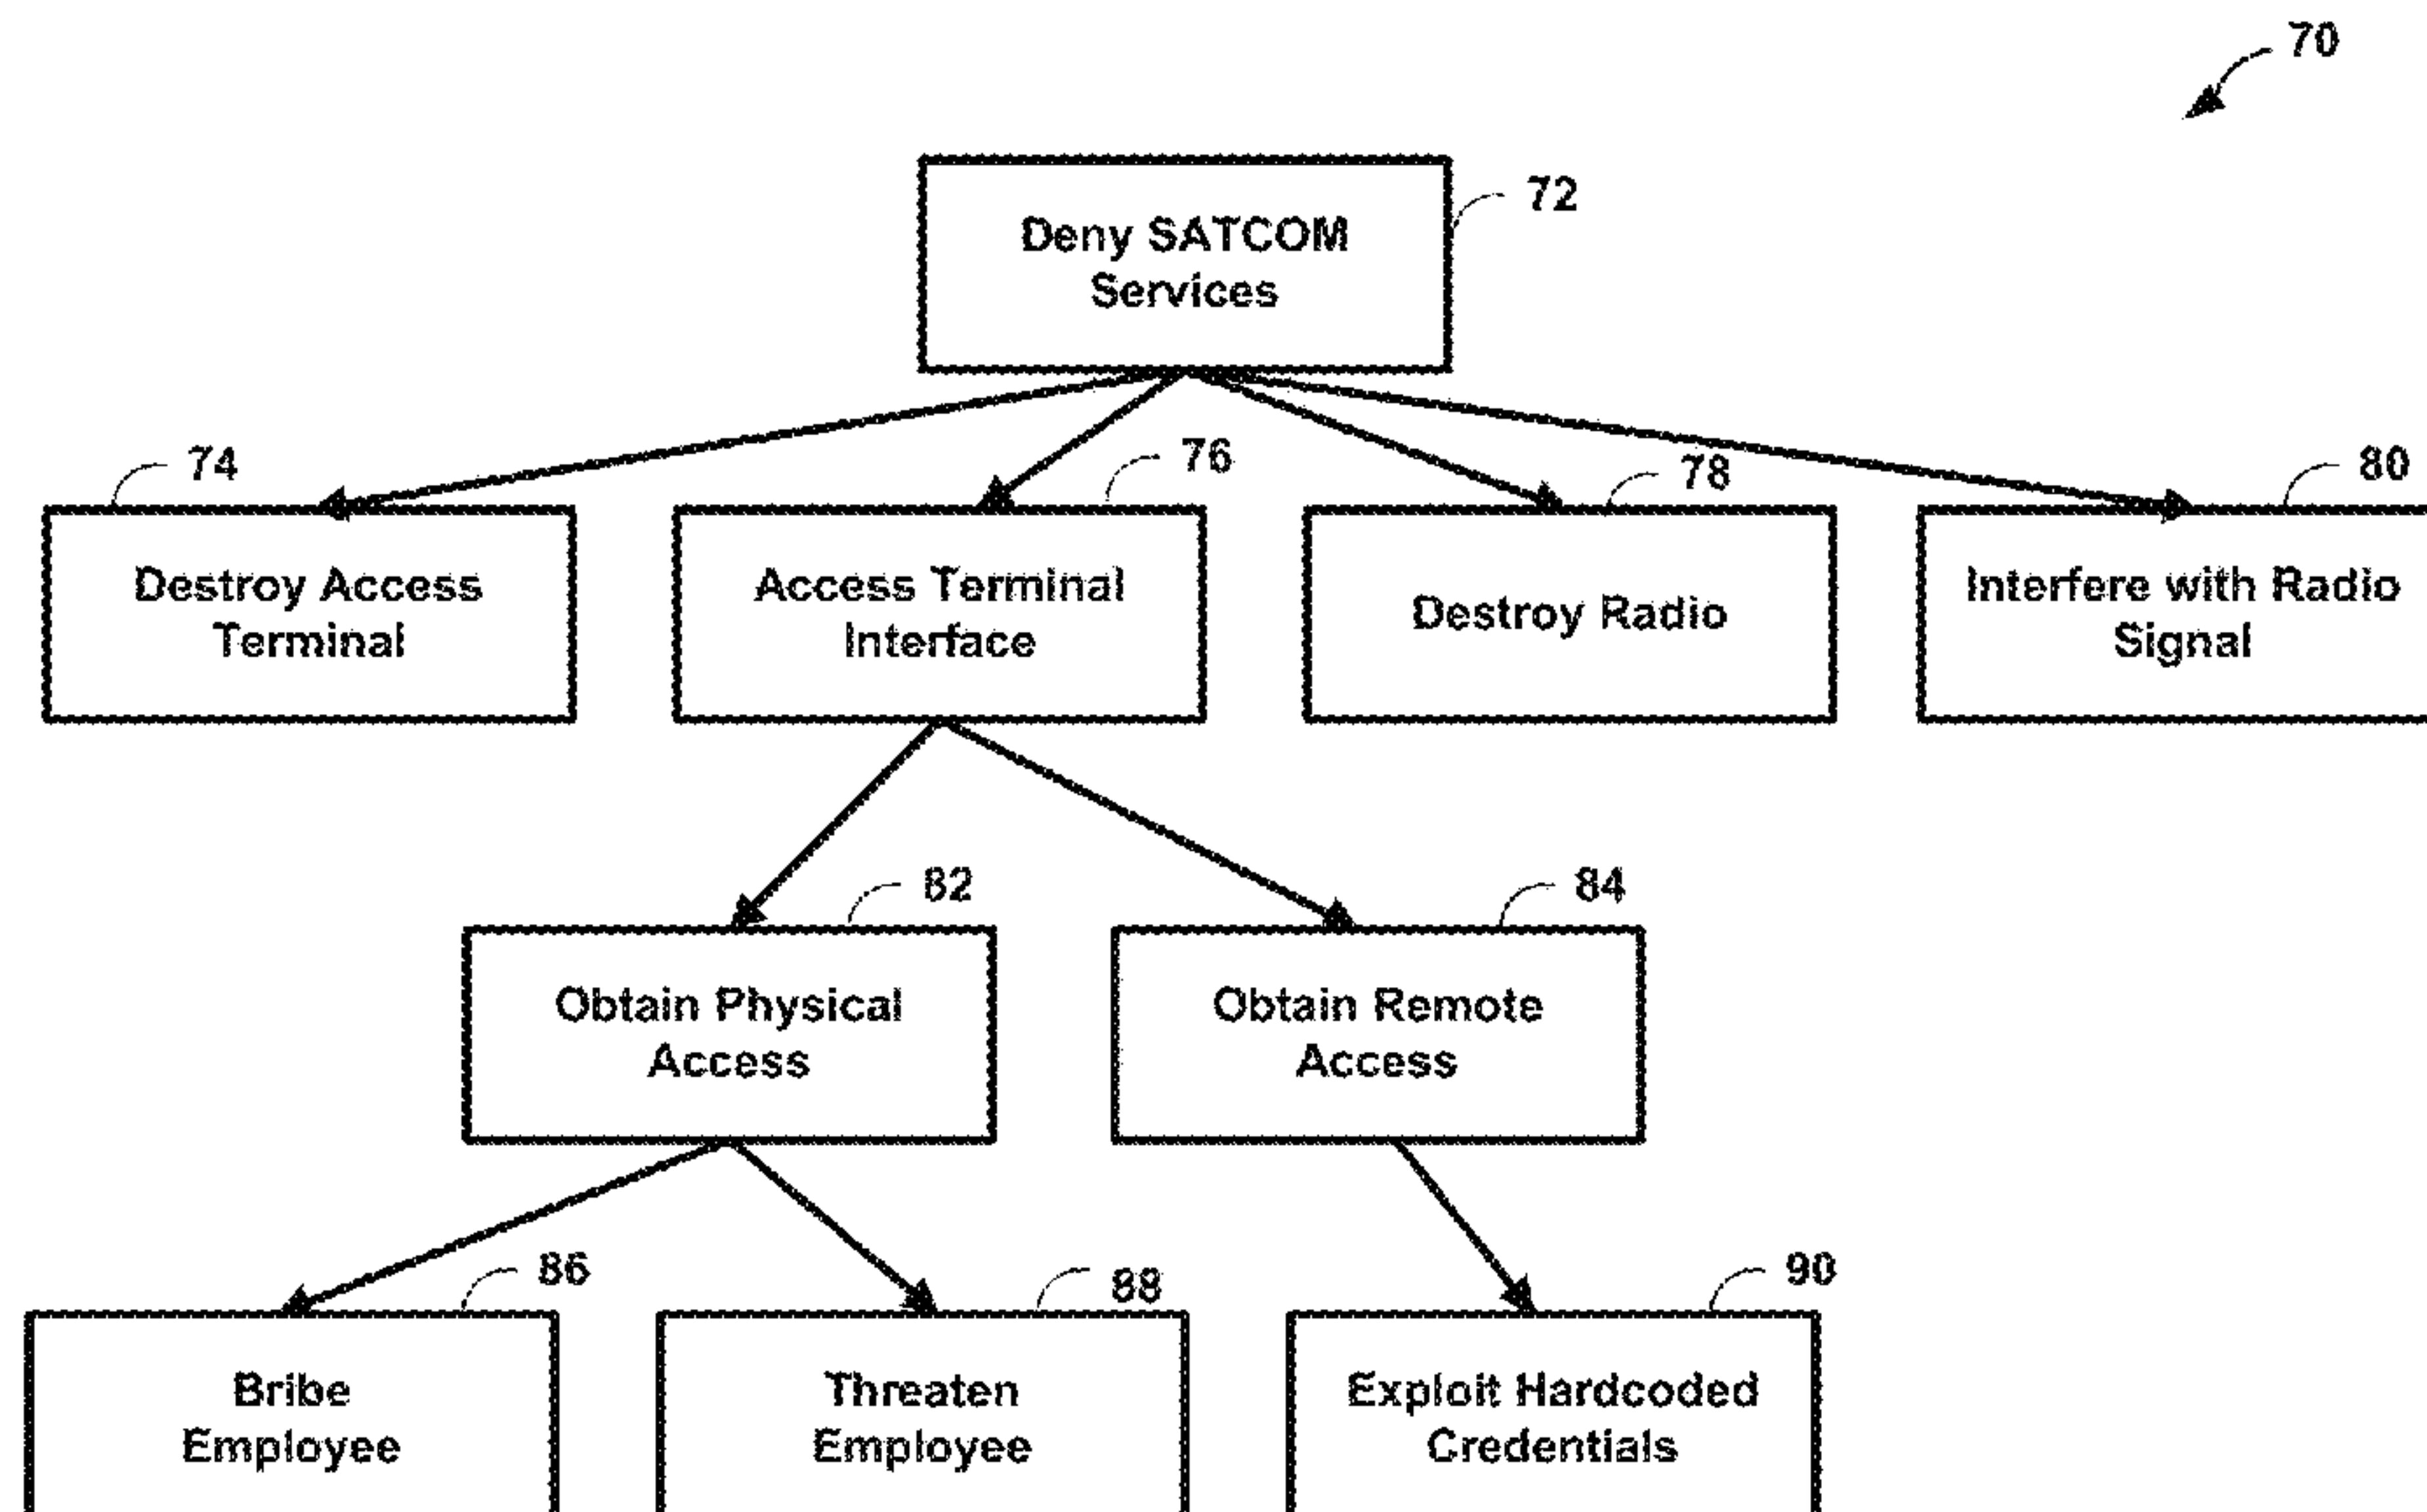 70
Deny SATCOM
Services
72
74
76
78
80
Destroy Access
Terminal
Access Terminal
Interface
Destroy Radio
Interfere with Radio
Signal
82
84
Obtain Physical
Access
Obtain Remote
Access
86
88
90
Bribe
Employee
Threaten
Employee
Exploit Hardcoded
Credentials